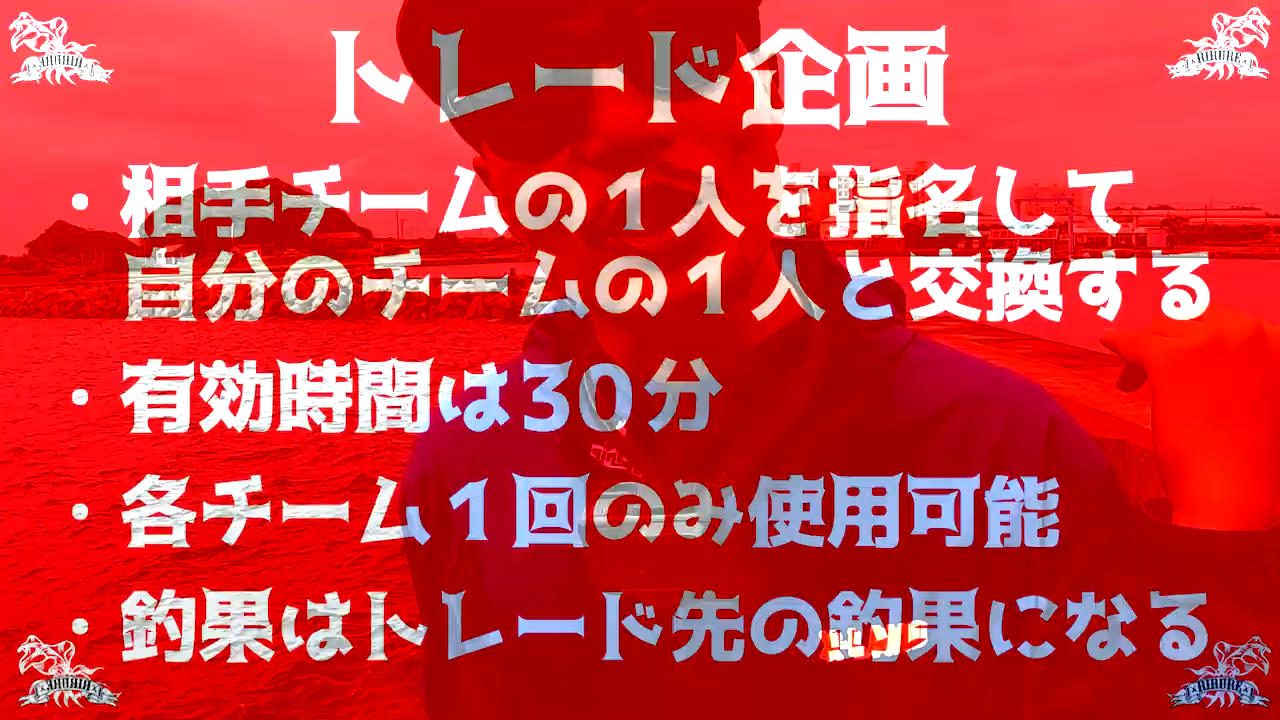 トレード企画
・相手チームの１人を指名して
自分のチームの１人と交換する
・有効時間は30分
・各チーム１回のみ使用可能
・釣果はトレード先の釣果になる